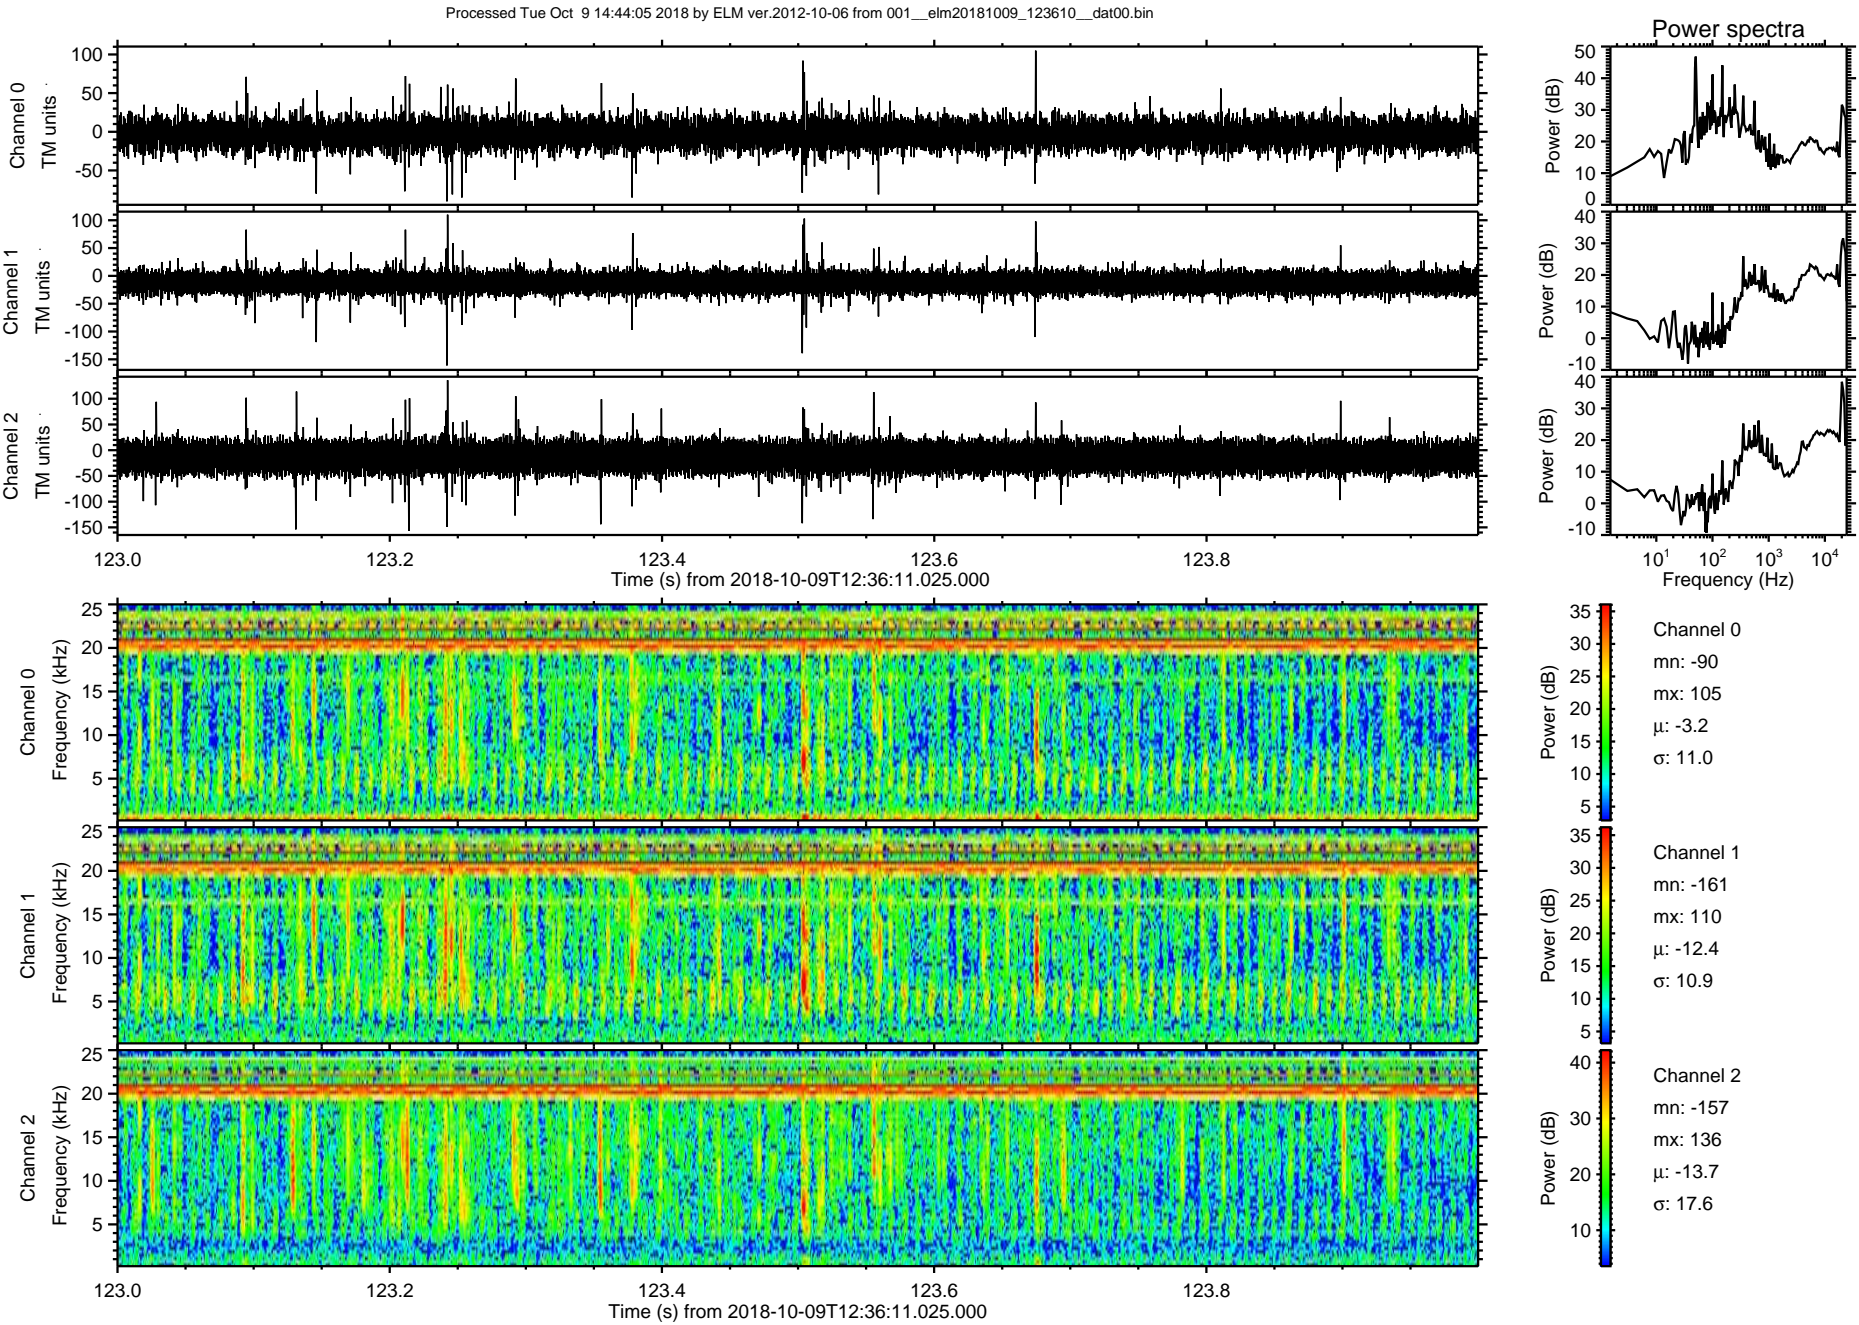 Processed Tue Oct  9 14:44:05 2018 by ELM ver.2012-10-06 from 001__elm20181009_123610__dat00.bin
Power spectra
Channel 0
TM units
100
50
0
-50
Power (dB)
50
40
30
20
10
0
Channel 1
TM units
100
50
0
-50
-100
-150
Power (dB)
40
30
20
10
0
-10
Channel 2
TM units
100
50
0
-50
-100
-150
Power (dB)
40
30
20
10
0
-10
123.0 123.2 123.4 123.6 123.8
Time (s) from 2018-10-09T12:36:11.025.000
10^1 10^2 10^3 10^4
Frequency (Hz)
Channel 0
Frequency (kHz)
25
20
15
10
5
Power (dB)
35
30
25
20
15
10
5
Channel 0
mn: -90
mx: 105
μ: -3.2
σ: 11.0
Channel 1
Frequency (kHz)
25
20
15
10
5
Power (dB)
35
30
25
20
15
10
5
Channel 1
mn: -161
mx: 110
μ: -12.4
σ: 10.9
Channel 2
Frequency (kHz)
25
20
15
10
5
Power (dB)
40
30
20
10
Channel 2
mn: -157
mx: 136
μ: -13.7
σ: 17.6
123.0 123.2 123.4 123.6 123.8
Time (s) from 2018-10-09T12:36:11.025.000